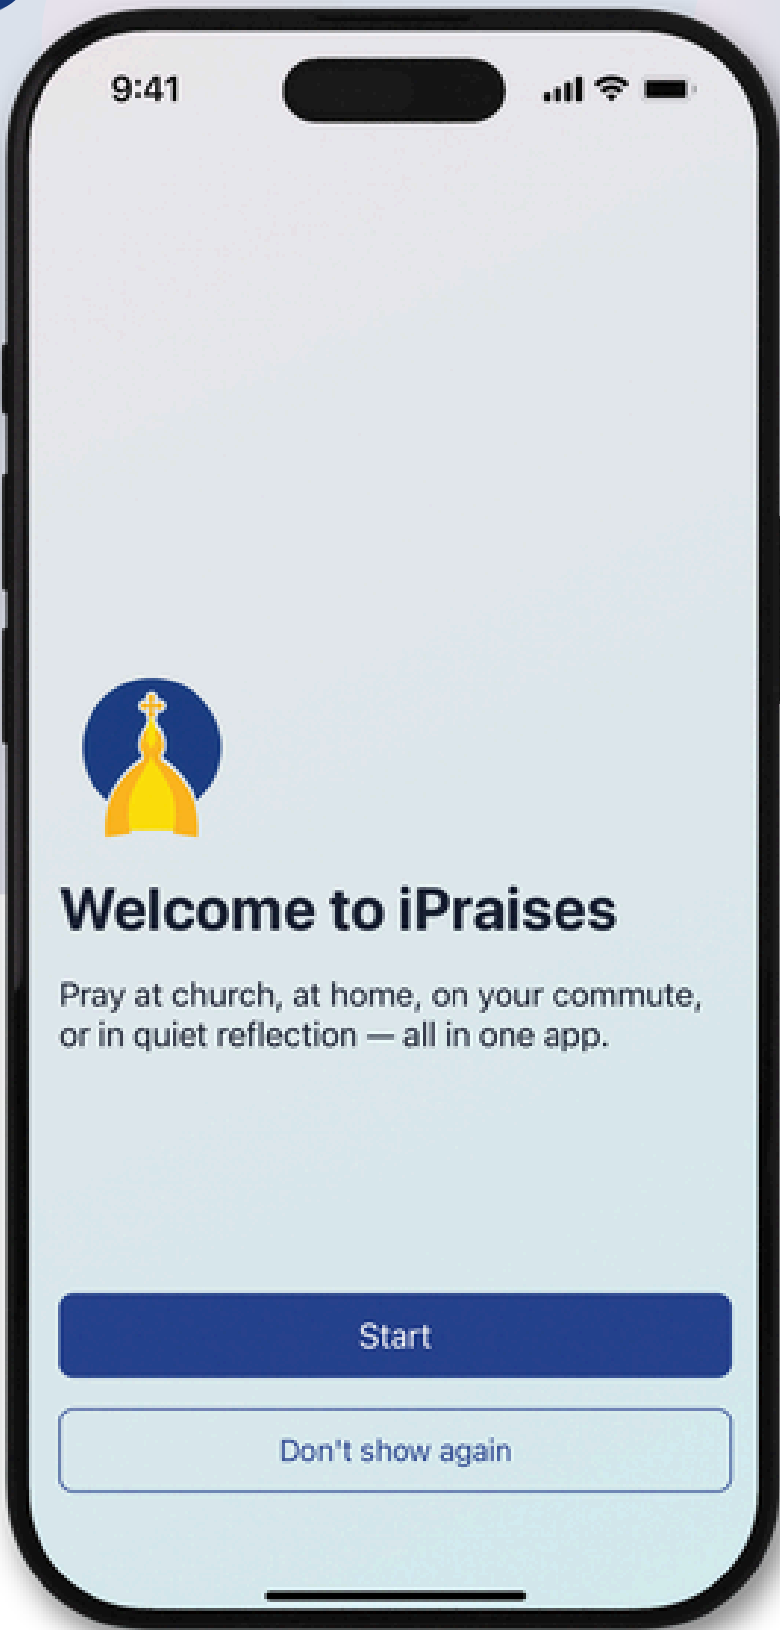 9:41
Welcome to iPraises
Pray at church, at home, on your commute,
or in quiet reflection — all in one app.
Start
Don't show again